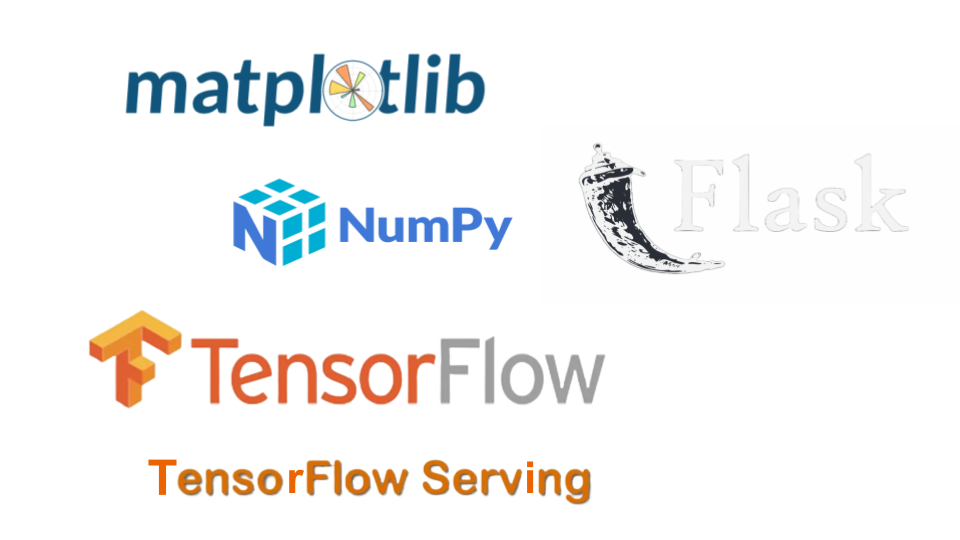 matplotlib
NumPy
Flask
TensorFlow
TensorFlow Serving